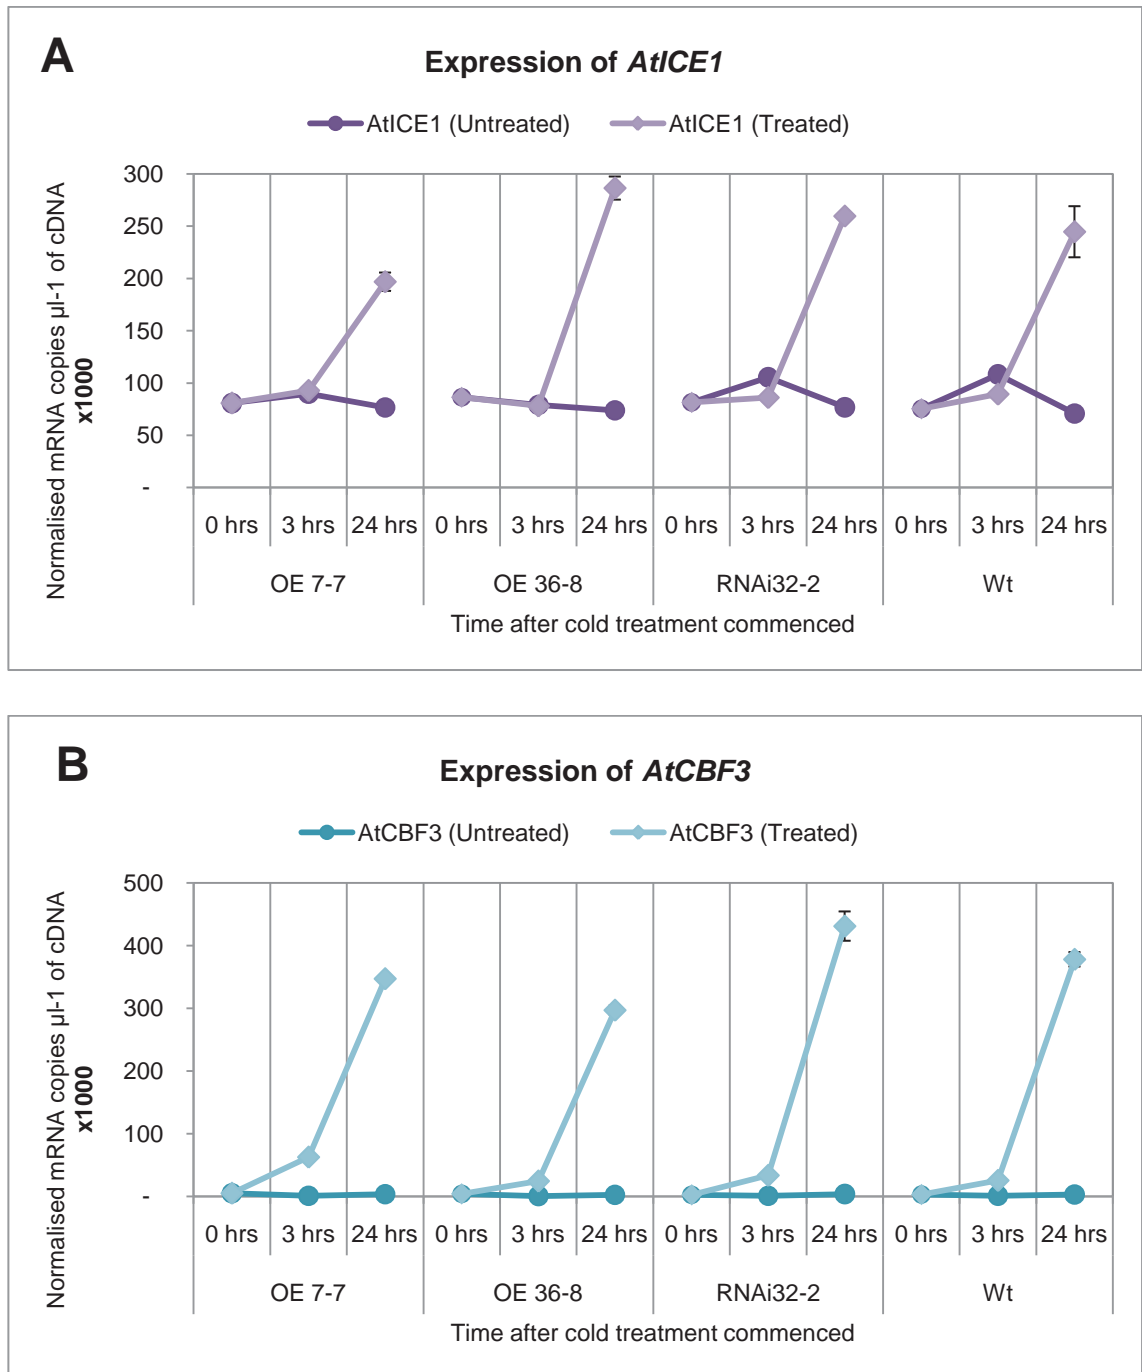 A
Expression of AtICE1
AtICE1 (Untreated) AtICE1 (Treated)
Normalised mRNA copies µl-1 of cDNA
x1000
300
250
200
150
100
50
-
0 hrs 3 hrs 24 hrs 0 hrs 3 hrs 24 hrs 0 hrs 3 hrs 24 hrs 0 hrs 3 hrs 24 hrs
OE 7-7 OE 36-8 RNAi32-2 Wt
Time after cold treatment commenced
B
Expression of AtCBF3
AtCBF3 (Untreated) AtCBF3 (Treated)
Normalised mRNA copies µl-1 of cDNA
x1000
500
400
300
200
100
-
0 hrs 3 hrs 24 hrs 0 hrs 3 hrs 24 hrs 0 hrs 3 hrs 24 hrs 0 hrs 3 hrs 24 hrs
OE 7-7 OE 36-8 RNAi32-2 Wt
Time after cold treatment commenced